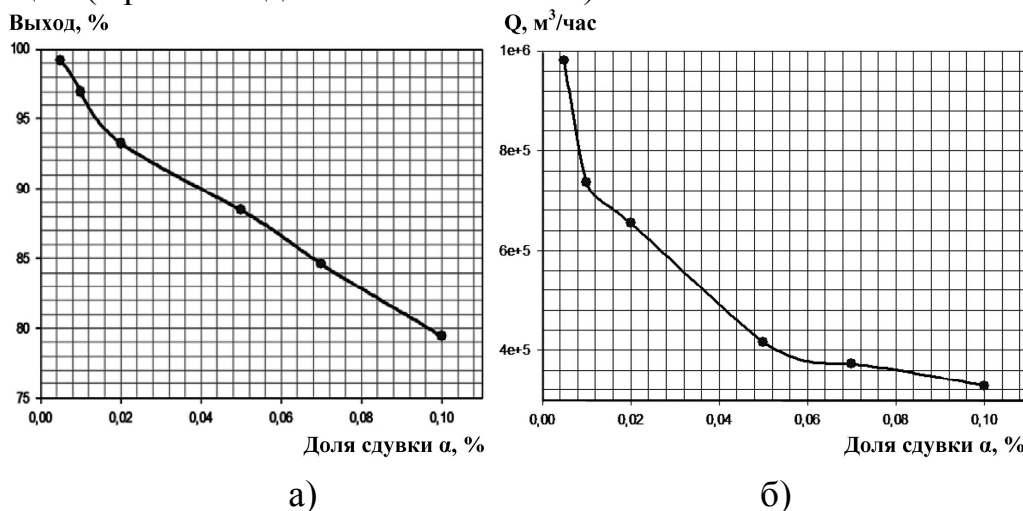 Выход, %
100
95
90
85
80
75
0,00 0,02 0,04 0,06 0,08 0,10
Доля сдувки α, %
а)
Q, м³/час
1e+6
8e+5
6e+5
4e+5
0,00 0,02 0,04 0,06 0,08 0,10
Доля сдувки α, %
б)